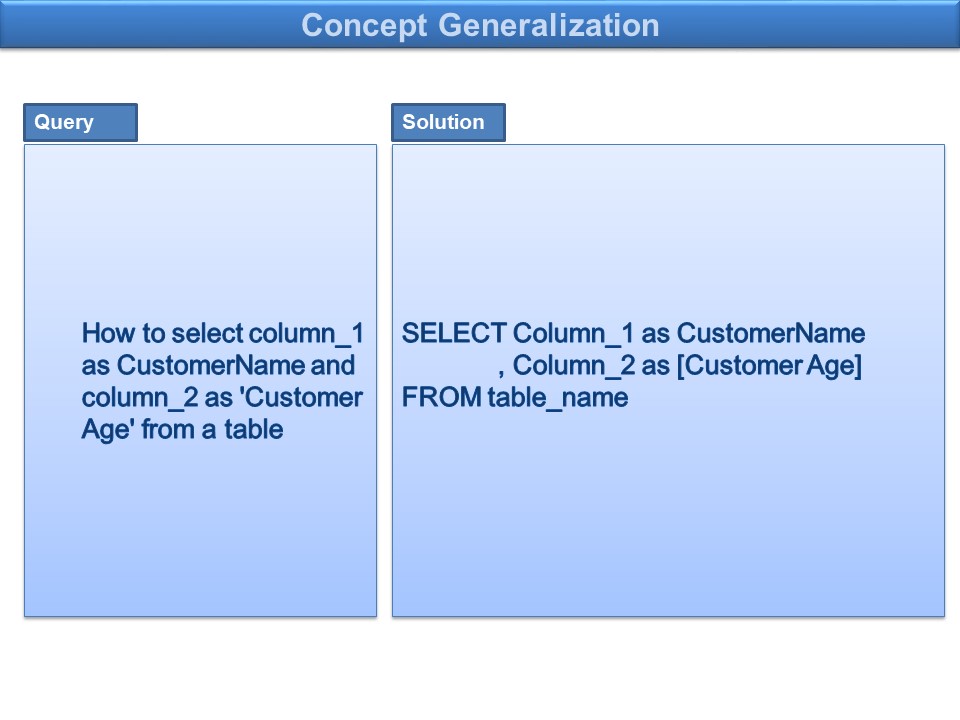 Concept Generalization
Query
How to select column_1
as CustomerName and
column_2 as 'Customer
Age' from a table
Solution
SELECT Column_1 as CustomerName
, Column_2 as [Customer Age]
FROM table_name